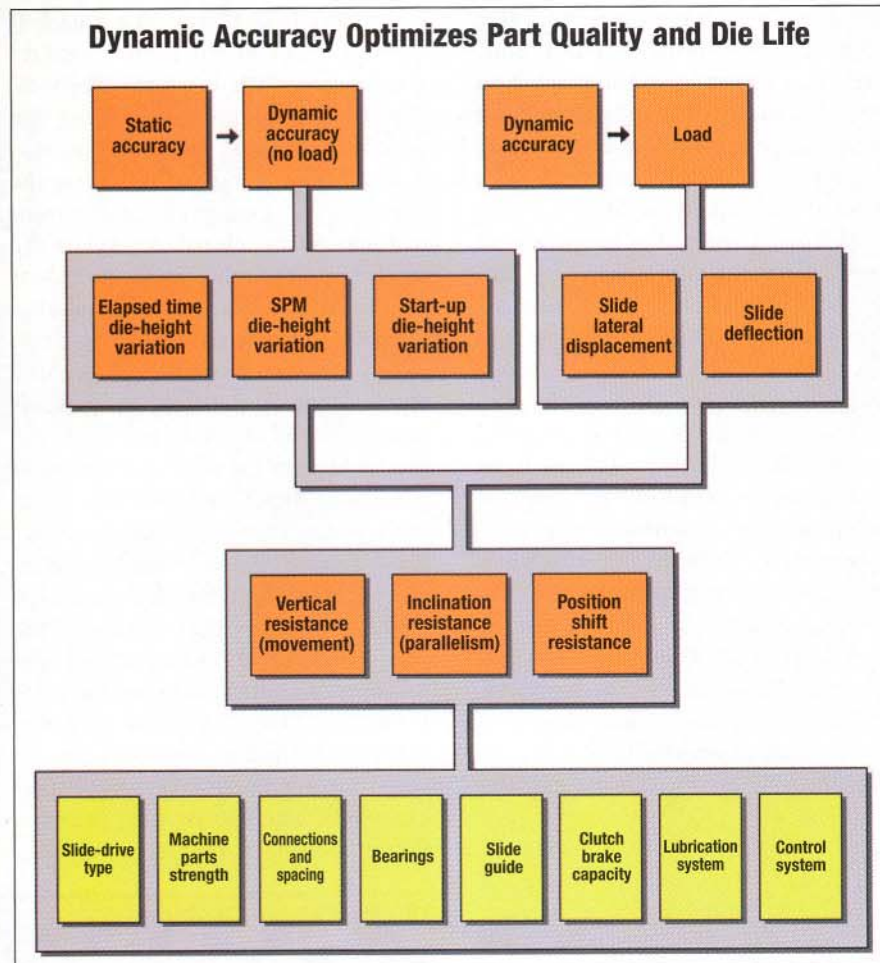 Dynamic Accuracy Optimizes Part Quality and Die Life
Static
accuracy
Dynamic
accuracy
(no load)
Dynamic
accuracy
Load
Elapsed time
die-height
variation
SPM
die-height
variation
Start-up
die-height
variation
Slide
lateral
displacement
Slide
deflection
Vertical
resistance
(movement)
Inclination
resistance
(parallelism)
Position
shift
resistance
Slide-drive
type
Machine
parts
strength
Connections
and
spacing
Bearings
Slide
guide
Clutch
brake
capacity
Lubrication
system
Control
system